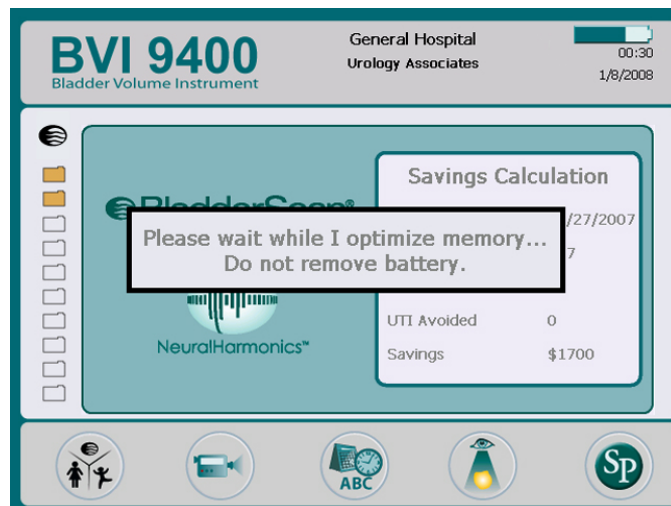 BVI 9400
Bladder Volume Instrument
General Hospital
Urology Associates
00:30
1/8/2008
Savings Calculation
/27/2007
7
Please wait while I optimize memory...
Do not remove battery.
UTI Avoided 0
Savings $1700
NeuralHarmonics™
ABC
SP